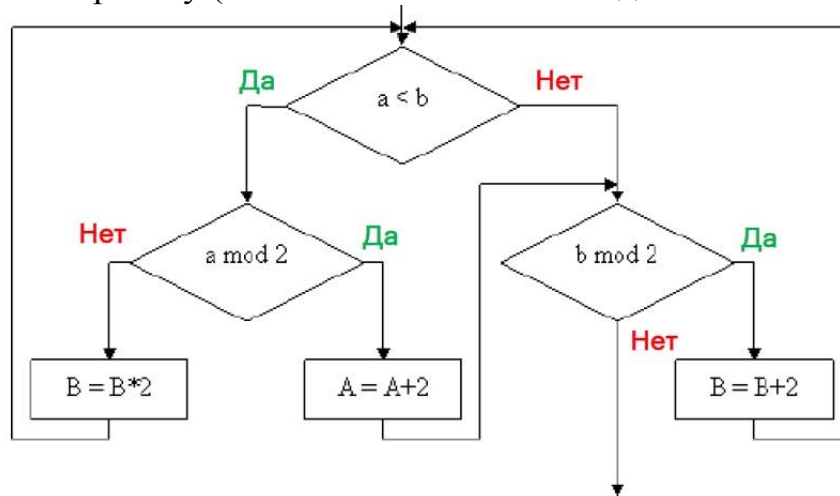 Да
a < b
Нет
Нет
a mod 2
Да
b mod 2
Да
Нет
B = B*2
A = A+2
B = B+2